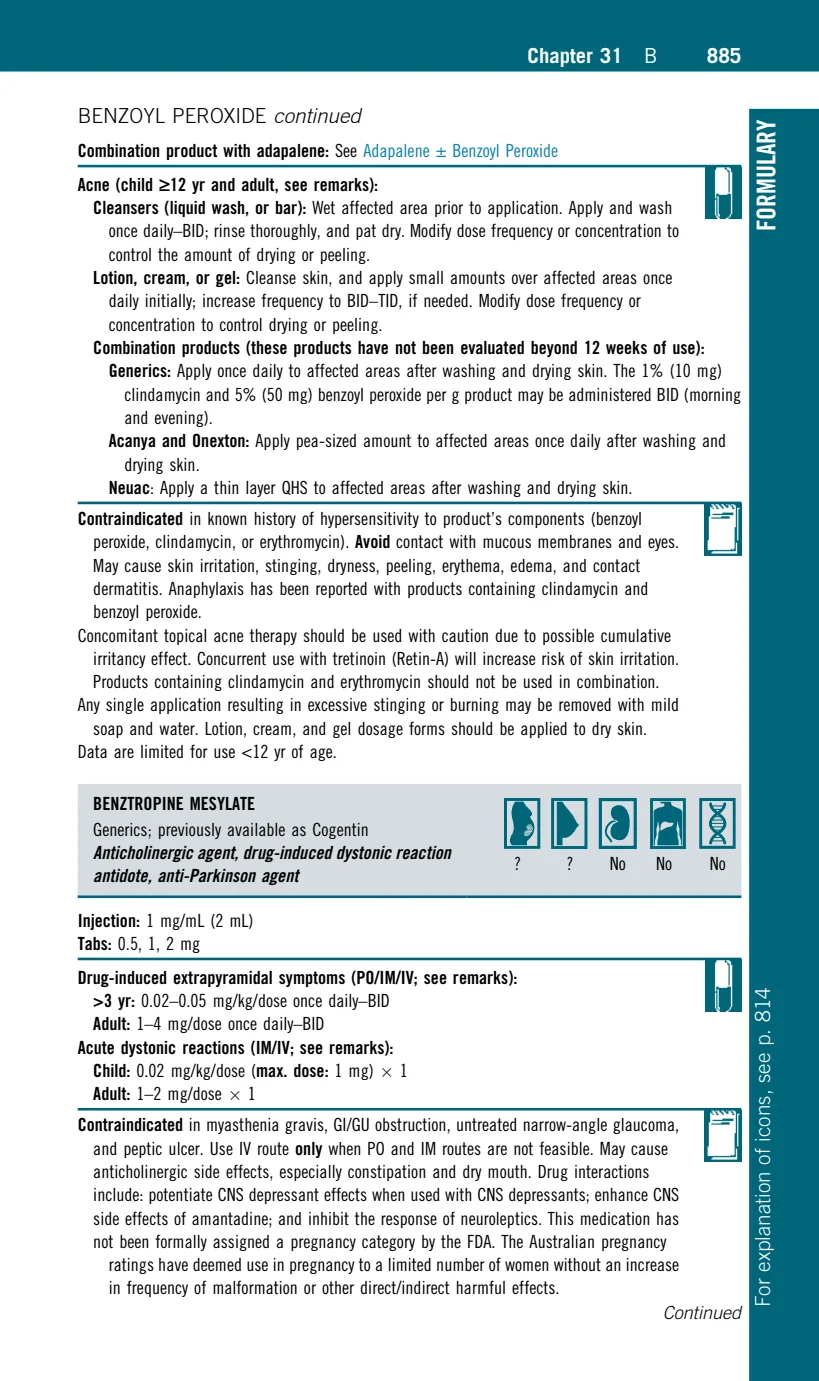 Chapter 31 B 885
BENZOYL PEROXIDE continued
Combination product with adapalene: See Adapalene ± Benzoyl Peroxide
Acne (child ≥12 yr and adult, see remarks):
Cleansers (liquid wash, or bar): Wet affected area prior to application. Apply and wash
once daily–BID; rinse thoroughly, and pat dry. Modify dose frequency or concentration to
control the amount of drying or peeling.
Lotion, cream, or gel: Cleanse skin, and apply small amounts over affected areas once
daily initially; increase frequency to BID–TID, if needed. Modify dose frequency or
concentration to control drying or peeling.
Combination products (these products have not been evaluated beyond 12 weeks of use):
Generics: Apply once daily to affected areas after washing and drying skin. The 1% (10 mg)
clindamycin and 5% (50 mg) benzoyl peroxide per g product may be administered BID (morning
and evening).
Acanya and Onexton: Apply pea-sized amount to affected areas once daily after washing and
drying skin.
Neuac: Apply a thin layer QHS to affected areas after washing and drying skin.
Contraindicated in known history of hypersensitivity to product's components (benzoyl
peroxide, clindamycin, or erythromycin). Avoid contact with mucous membranes and eyes.
May cause skin irritation, stinging, dryness, peeling, erythema, edema, and contact
dermatitis. Anaphylaxis has been reported with products containing clindamycin and
benzoyl peroxide.
Concomitant topical acne therapy should be used with caution due to possible cumulative
irritancy effect. Concurrent use with tretinoin (Retin-A) will increase risk of skin irritation.
Products containing clindamycin and erythromycin should not be used in combination.
Any single application resulting in excessive stinging or burning may be removed with mild
soap and water. Lotion, cream, and gel dosage forms should be applied to dry skin.
Data are limited for use <12 yr of age.
BENZTROPINE MESYLATE
Generics; previously available as Cogentin
Anticholinergic agent, drug-induced dystonic reaction
antidote, anti-Parkinson agent
? ? No No No
Injection: 1 mg/mL (2 mL)
Tabs: 0.5, 1, 2 mg
Drug-induced extrapyramidal symptoms (PO/IM/IV; see remarks):
>3 yr: 0.02–0.05 mg/kg/dose once daily–BID
Adult: 1–4 mg/dose once daily–BID
Acute dystonic reactions (IM/IV; see remarks):
Child: 0.02 mg/kg/dose (max. dose: 1 mg) × 1
Adult: 1–2 mg/dose × 1
Contraindicated in myasthenia gravis, GI/GU obstruction, untreated narrow-angle glaucoma,
and peptic ulcer. Use IV route only when PO and IM routes are not feasible. May cause
anticholinergic side effects, especially constipation and dry mouth. Drug interactions
include: potentiate CNS depressant effects when used with CNS depressants; enhance CNS
side effects of amantadine; and inhibit the response of neuroleptics. This medication has
not been formally assigned a pregnancy category by the FDA. The Australian pregnancy
ratings have deemed use in pregnancy to a limited number of women without an increase
in frequency of malformation or other direct/indirect harmful effects.
Continued
FORMULARY
For explanation of icons, see p. 814